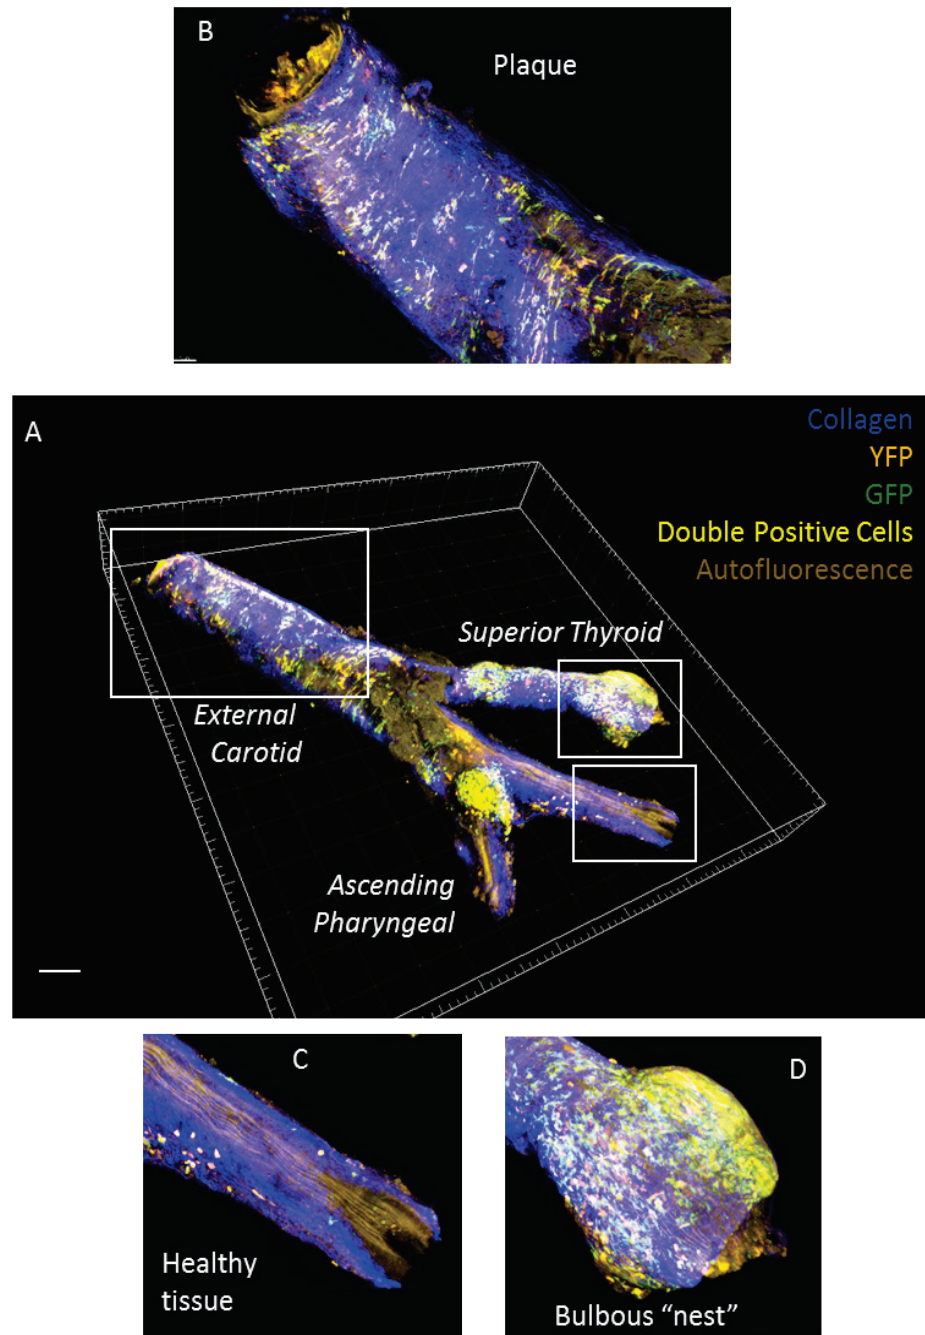 B
Plaque
A
Collagen
YFP
GFP
Double Positive Cells
Autofluorescence
Superior Thyroid
External
Carotid
Ascending
Pharyngeal
C
Healthy
tissue
D
Bulbous “nest”